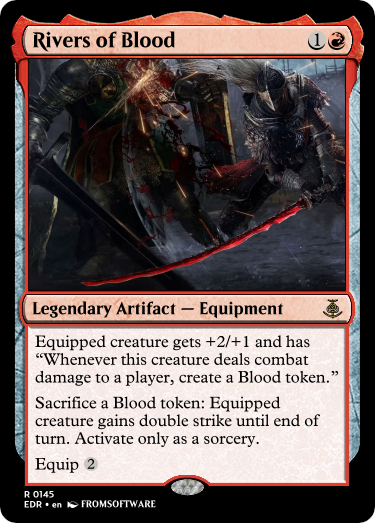 Rivers of Blood 1
Legendary Artifact — Equipment
Equipped creature gets +2/+1 and has
“Whenever this creature deals combat
damage to a player, create a Blood token.”
Sacrifice a Blood token: Equipped
creature gains double strike until end of
turn. Activate only as a sorcery.
Equip 2
R 0145
EDR • en FROMSOFTWARE